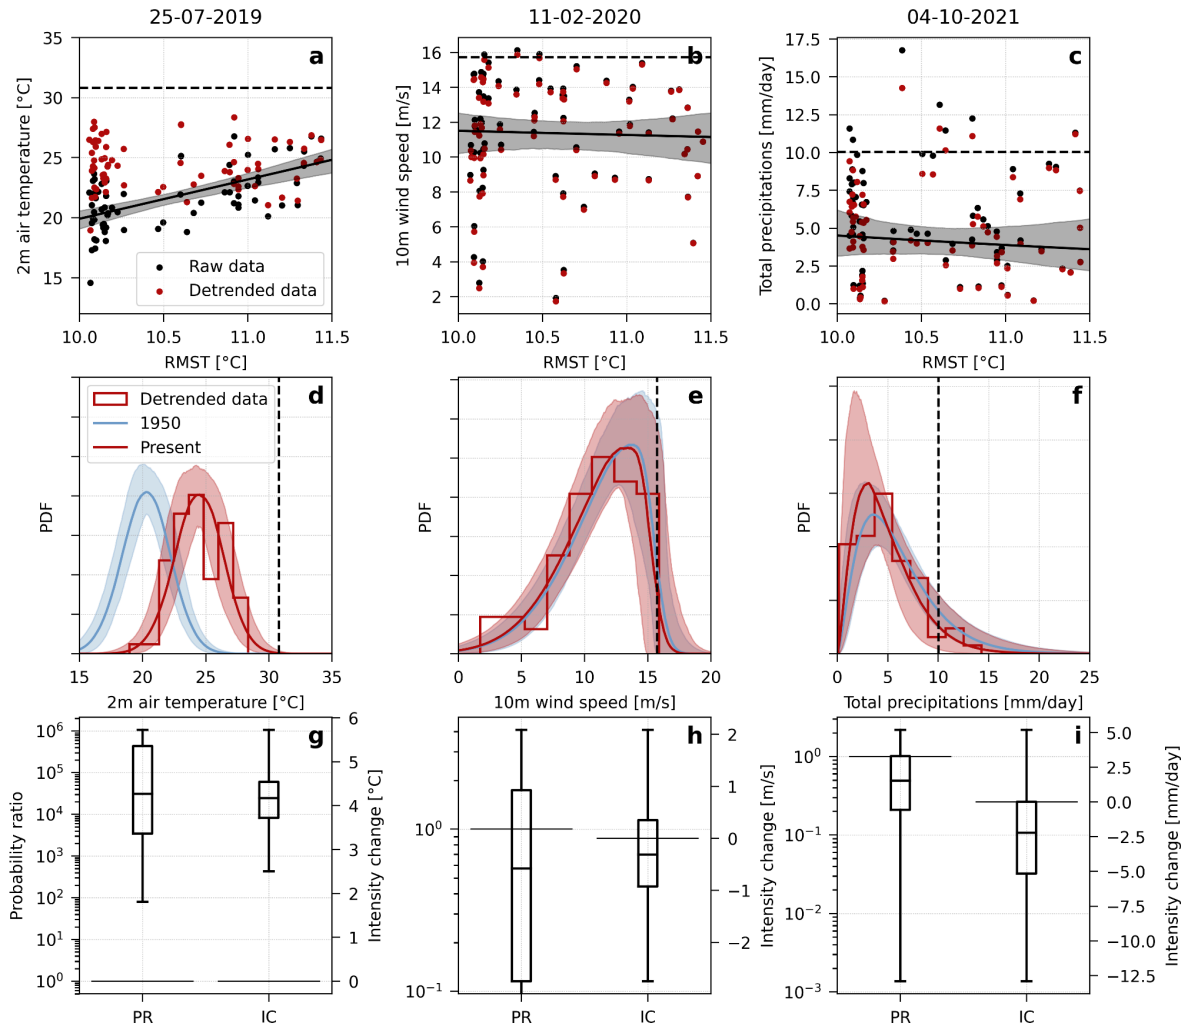 25-07-2019
11-02-2020
04-10-2021
a
2m air temperature [°C]
35
30
25
20
15
Raw data
Detrended data
10.0 10.5 11.0 11.5
RMST [°C]
b
10m wind speed [m/s]
16
14
12
10
8
6
4
2
10.0 10.5 11.0 11.5
RMST [°C]
c
Total precipitations [mm/day]
17.5
15.0
12.5
10.0
7.5
5.0
2.5
0.0
10.0 10.5 11.0 11.5
RMST [°C]
d
PDF
Detrended data
1950
Present
15 20 25 30 35
2m air temperature [°C]
e
PDF
0 5 10 15 20
10m wind speed [m/s]
f
PDF
0 5 10 15 20 25
Total precipitations [mm/day]
g
Probability ratio
10⁶
10⁵
10⁴
10³
10²
10¹
10⁰
6
5
4
3
2
1
0
Intensity change [°C]
PR IC
h
10⁰
10⁻¹
2
1
0
−1
−2
Intensity change [m/s]
PR IC
i
10⁰
10⁻¹
10⁻²
10⁻³
5.0
2.5
0.0
−2.5
−5.0
−7.5
−10.0
−12.5
Intensity change [mm/day]
PR IC